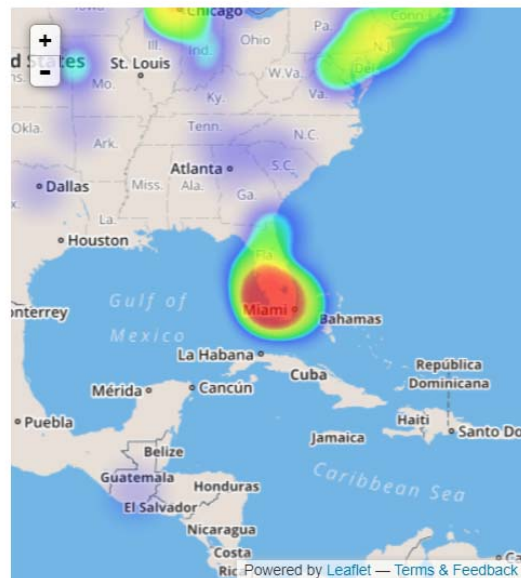 Chicago
Conn
Pa.
Ill.
Ind.
Ohio
N.J.
+
-
d States
St. Louis
W.Va.
Del.
Mo.
Va.
Ky.
Okla.
Tenn.
N.C.
Ark.
Atlanta
S.C.
Dallas
Miss.
Ala.
Ga.
La.
Houston
Fla.
Gulf of
Mexico
Miami
onterrey
Bahamas
La Habana
Cuba
República
Dominicana
Mérida
Cancún
Haiti
Puebla
Jamaica
Santo Do
Belize
Guatemala
Honduras
Caribbean Sea
El Salvador
Nicaragua
Costa
Rica
Powered by Leaflet — Terms & Feedback